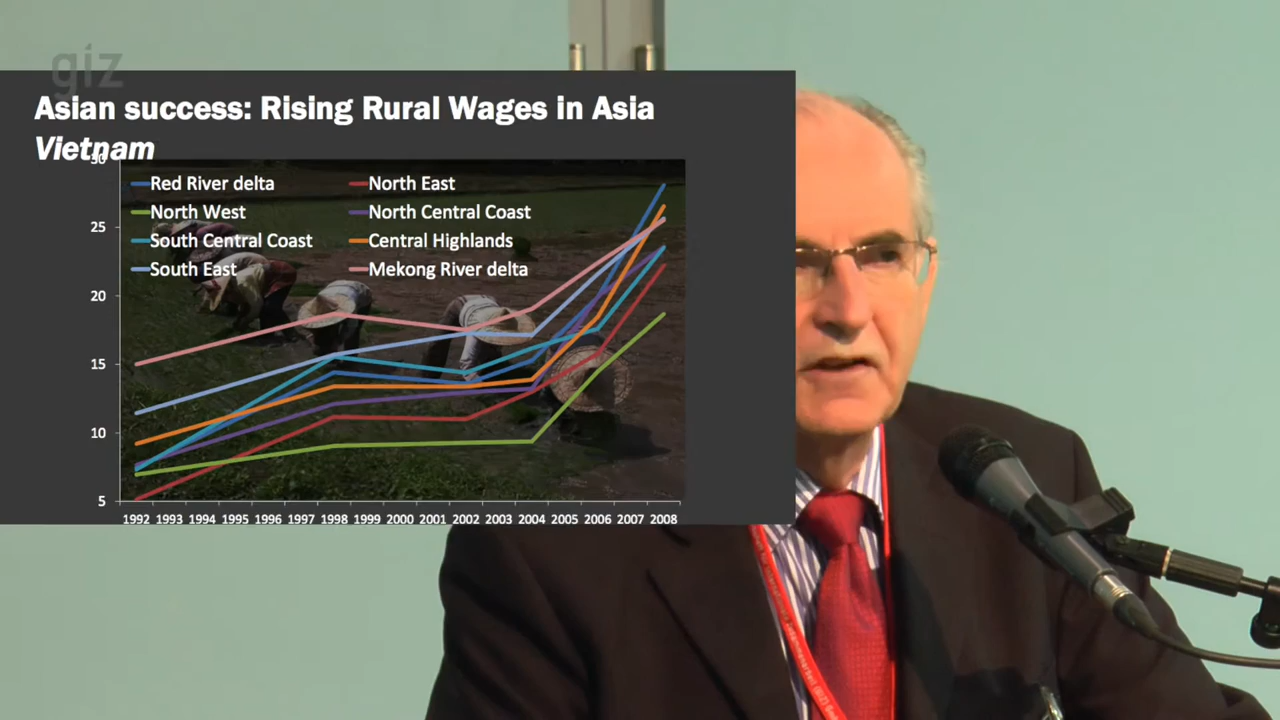 giz
Asian success: Rising Rural Wages in Asia
Vietnam
30
Red River delta North East
North West North Central Coast
South Central Coast Central Highlands
South East Mekong River delta
25
20
15
10
5
1992 1993 1994 1995 1996 1997 1998 1999 2000 2001 2002 2003 2004 2005 2006 2007 2008